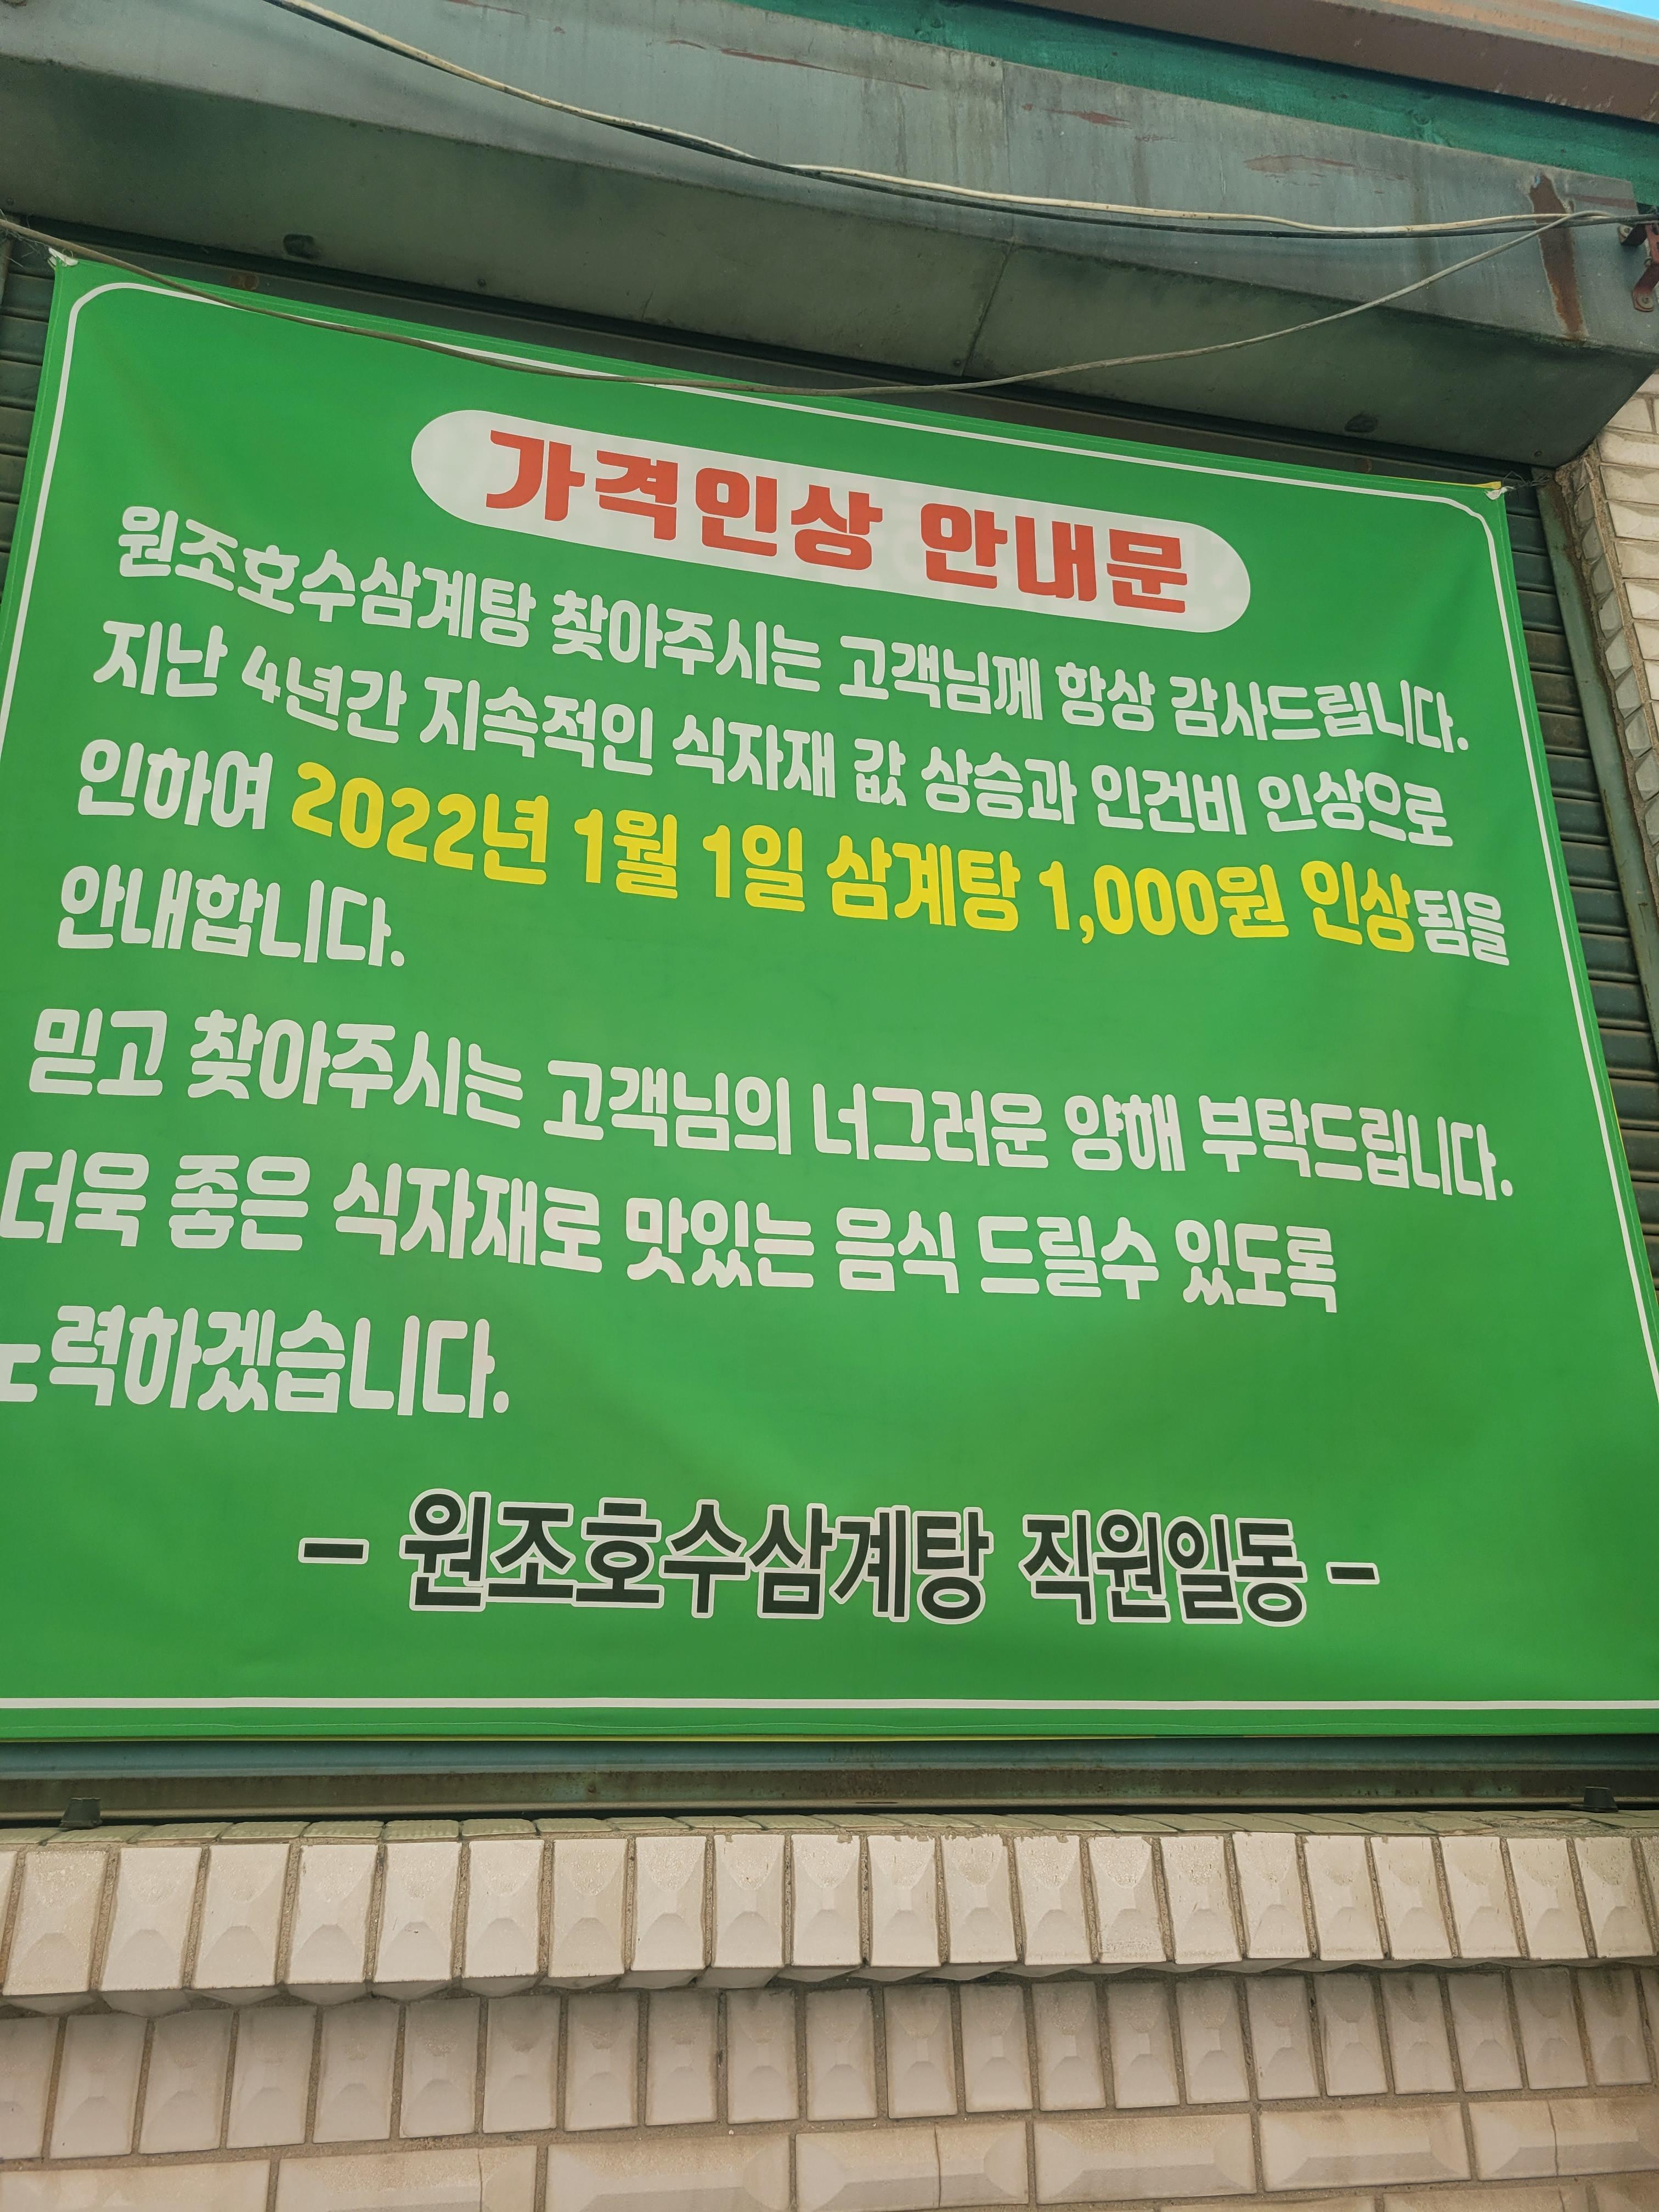 가격인상 안내문
원조호수삼계탕 찾아주시는 고객님께 항상 감사드립니다.
지난 4년간 지속적인 식자재 값 상승과 인건비 인상으로
인하여 2022년 1월 1일 삼계탕 1,000원 인상됨을
안내합니다.
믿고 찾아주시는 고객님의 너그러운 양해 부탁드립니다.
더욱 좋은 식자재로 맛있는 음식 드릴수 있도록
노력하겠습니다.
- 원조호수삼계탕 직원일동 -